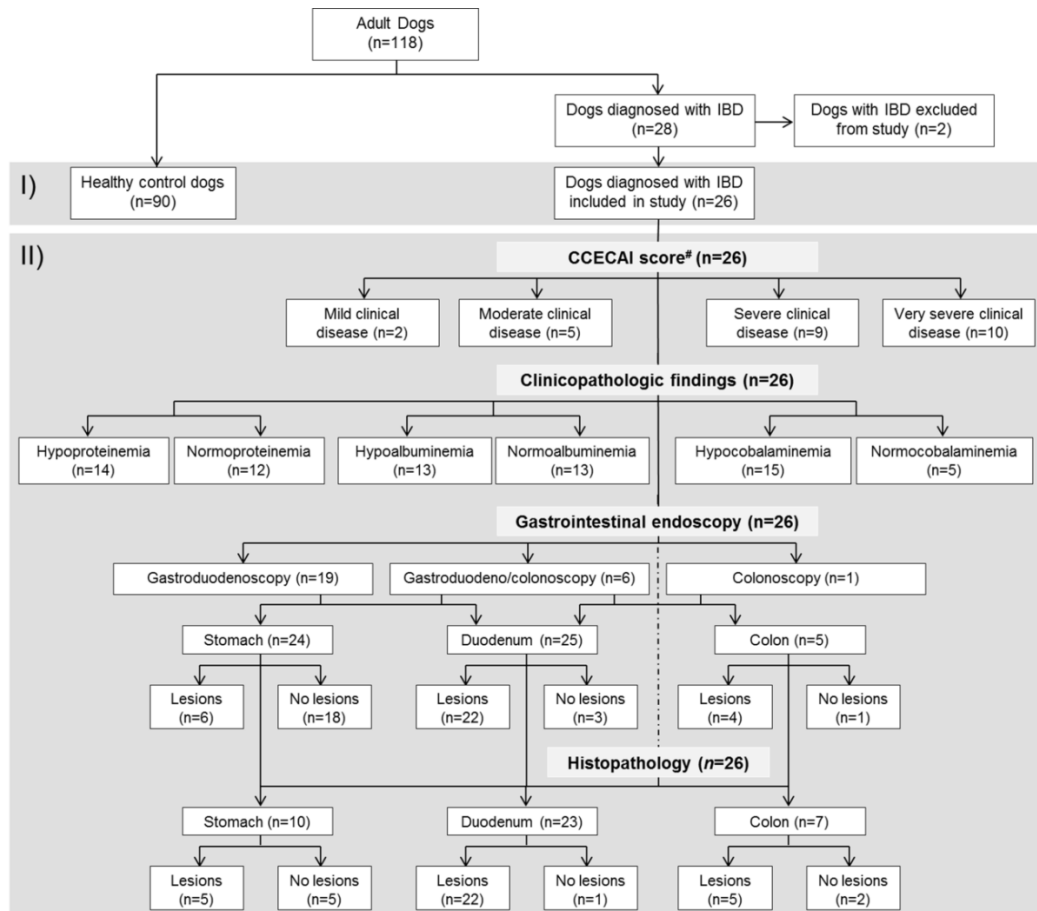 Adult Dogs
(n=118)
Dogs diagnosed with IBD
(n=28)
Dogs with IBD excluded
from study (n=2)
I)
Healthy control dogs
(n=90)
Dogs diagnosed with IBD
included in study (n=26)
II)
CCECAI score# (n=26)
Mild clinical
disease (n=2)
Moderate clinical
disease (n=5)
Severe clinical
disease (n=9)
Very severe clinical
disease (n=10)
Clinicopathologic findings (n=26)
Hypoproteinemia
(n=14)
Normoproteinemia
(n=12)
Hypoalbuminemia
(n=13)
Normoalbuminemia
(n=13)
Hypocobalaminemia
(n=15)
Normocobalaminemia
(n=5)
Gastrointestinal endoscopy (n=26)
Gastroduodenoscopy (n=19)
Gastroduodeno/colonoscopy (n=6)
Colonoscopy (n=1)
Stomach (n=24)
Duodenum (n=25)
Colon (n=5)
Lesions
(n=6)
No lesions
(n=18)
Lesions
(n=22)
No lesions
(n=3)
Lesions
(n=4)
No lesions
(n=1)
Histopathology (n=26)
Stomach (n=10)
Duodenum (n=23)
Colon (n=7)
Lesions
(n=5)
No lesions
(n=5)
Lesions
(n=22)
No lesions
(n=1)
Lesions
(n=5)
No lesions
(n=2)